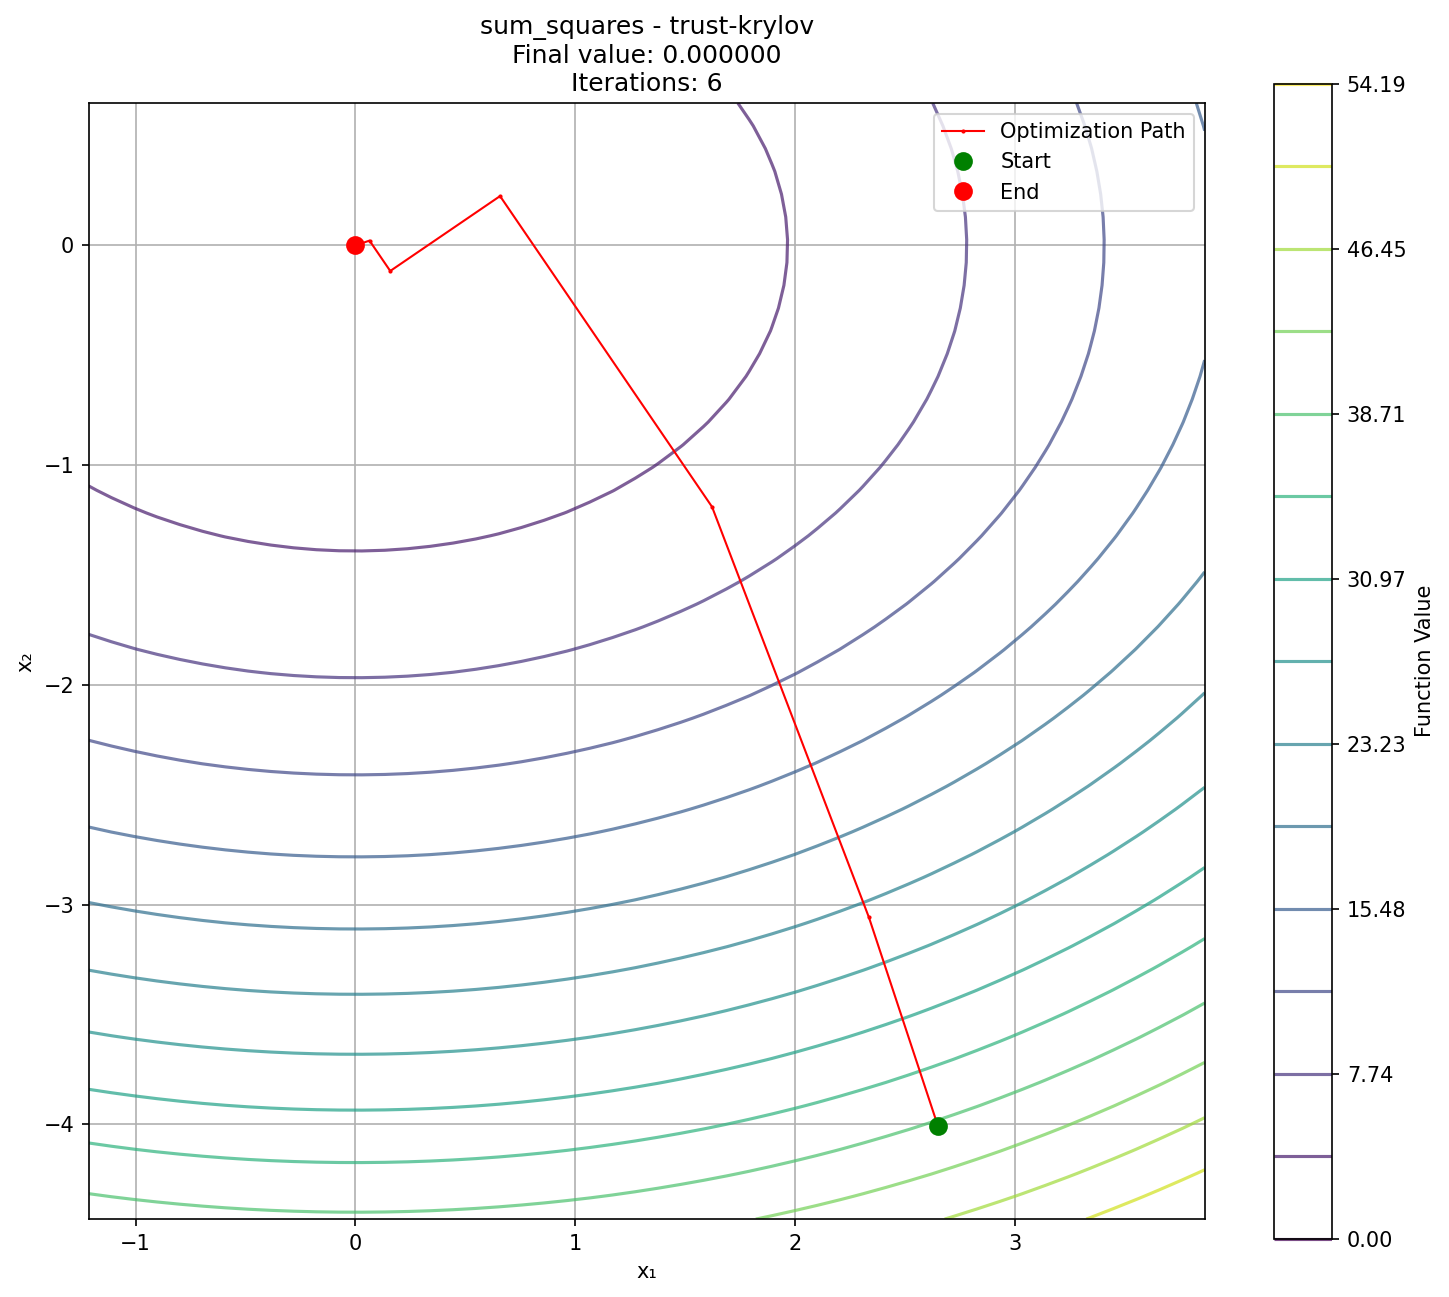 sum_squares - trust-krylov
Final value: 0.000000
Iterations: 6
Optimization Path
Start
End
0
−1
−2
−3
−4
x₂
−1
0
1
2
3
x₁
54.19
46.45
38.71
30.97
23.23
15.48
7.74
0.00
Function Value